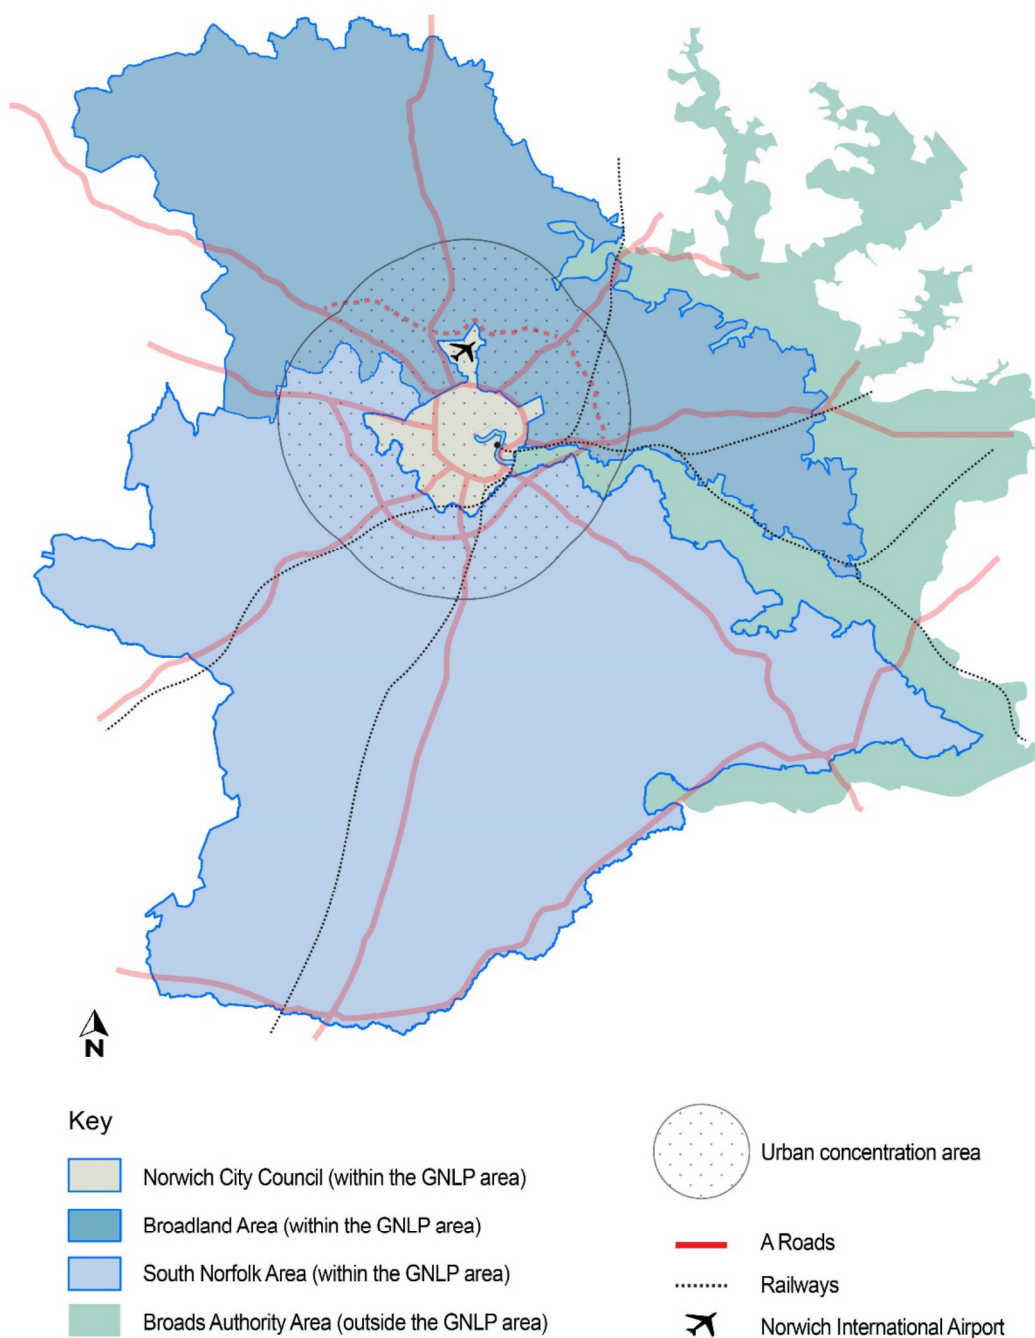 N
Key
Norwich City Council (within the GNLP area)
Broadland Area (within the GNLP area)
South Norfolk Area (within the GNLP area)
Broads Authority Area (outside the GNLP area)
Urban concentration area
A Roads
Railways
Norwich International Airport